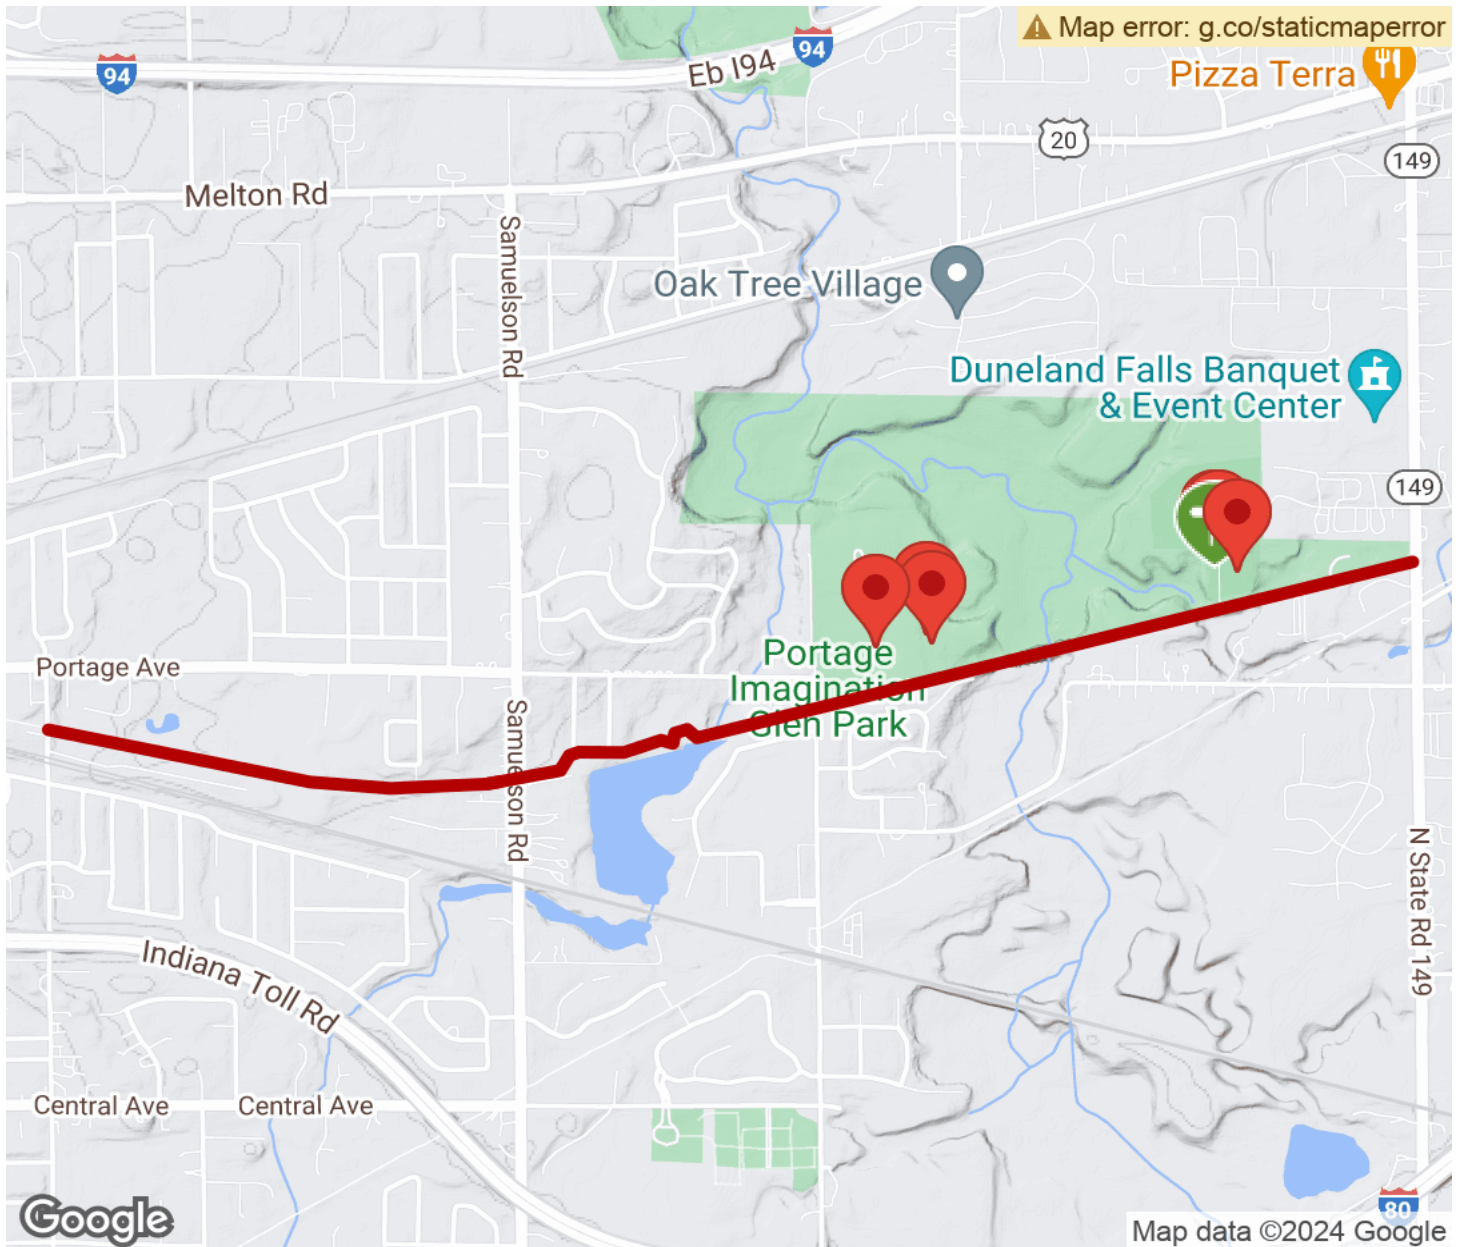 Map error: g.co/staticmaperror
94
Eb I94
94
Pizza Terra
20
149
Melton Rd
Samuelson Rd
Oak Tree Village
Duneland Falls Banquet
& Event Center
149
Portage Ave
Portage
Imagination
Glen Park
Samuelson Rd
N State Rd 149
Indiana Toll Rd
Central Ave
Central Ave
80
Google
Map data ©2024 Google